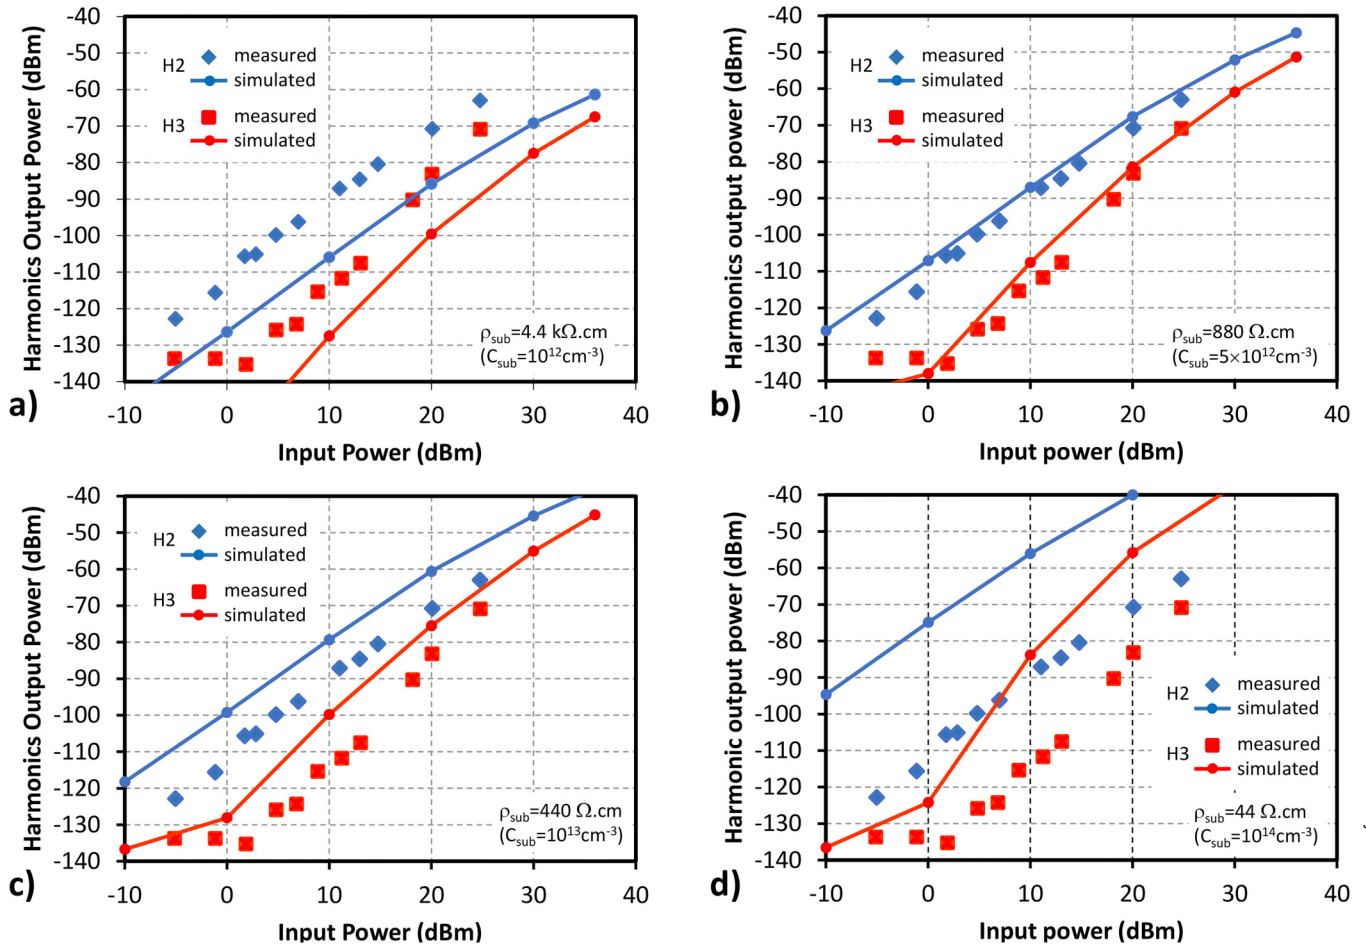 Harmonics Output Power (dBm)
-40
-50
-60
-70
-80
-90
-100
-110
-120
-130
-140
H2
measured
simulated
H3
measured
simulated
ρsub=4.4 kΩ.cm
(Csub=10¹²cm⁻³)
-10 0 10 20 30 40
a)
Input Power (dBm)
Harmonics output power (dBm)
-40
-50
-60
-70
-80
-90
-100
-110
-120
-130
-140
H2
measured
simulated
H3
measured
simulated
ρsub=880 Ω.cm
(Csub=5×10¹²cm⁻³)
-10 0 10 20 30 40
b)
Input power (dBm)
Harmonics Output Power (dBm)
-40
-50
-60
-70
-80
-90
-100
-110
-120
-130
-140
H2
measured
simulated
H3
measured
simulated
ρsub=440 Ω.cm
(Csub=10¹³cm⁻³)
-10 0 10 20 30 40
c)
Input Power (dBm)
Harmonic output power (dBm)
-40
-50
-60
-70
-80
-90
-100
-110
-120
-130
-140
H2
measured
simulated
H3
measured
simulated
ρsub=44 Ω.cm
(Csub=10¹⁴cm⁻³)
-10 0 10 20 30 40
d)
Input power (dBm)